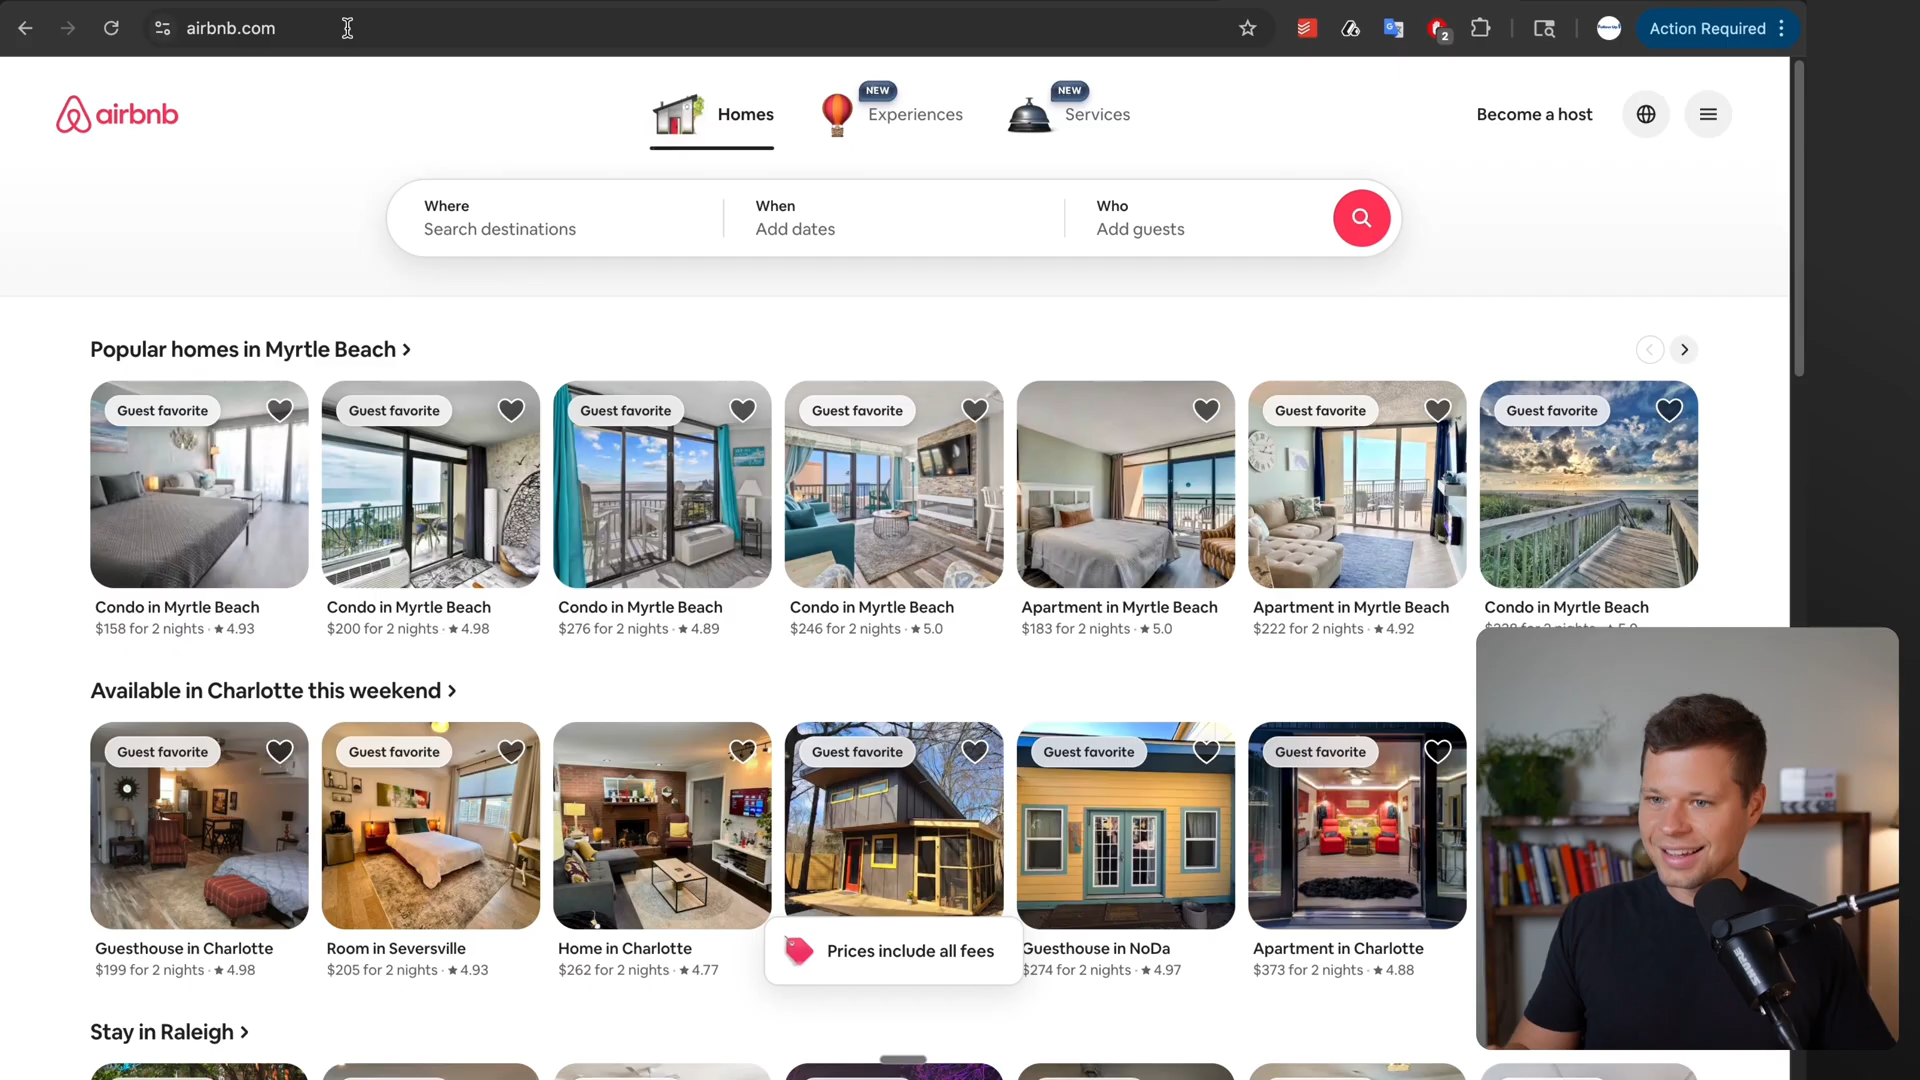 airbnb.com
2
Action Required
airbnb
Homes
NEW
Experiences
NEW
Services
Become a host
Where
Search destinations
When
Add dates
Who
Add guests
Popular homes in Myrtle Beach
Guest favorite
Guest favorite
Guest favorite
Guest favorite
Guest favorite
Guest favorite
Condo in Myrtle Beach
$158 for 2 nights · ★ 4.93
Condo in Myrtle Beach
$200 for 2 nights · ★ 4.98
Condo in Myrtle Beach
$276 for 2 nights · ★ 4.89
Condo in Myrtle Beach
$246 for 2 nights · ★ 5.0
Apartment in Myrtle Beach
$183 for 2 nights · ★ 5.0
Apartment in Myrtle Beach
$222 for 2 nights · ★ 4.92
Condo in Myrtle Beach
Available in Charlotte this weekend
Guest favorite
Guest favorite
Guest favorite
Guest favorite
Guest favorite
Guesthouse in Charlotte
$199 for 2 nights · ★ 4.98
Room in Seversville
$205 for 2 nights · ★ 4.93
Home in Charlotte
$262 for 2 nights · ★ 4.77
Prices include all fees
Guesthouse in NoDa
$274 for 2 nights · ★ 4.97
Apartment in Charlotte
$373 for 2 nights · ★ 4.88
Stay in Raleigh